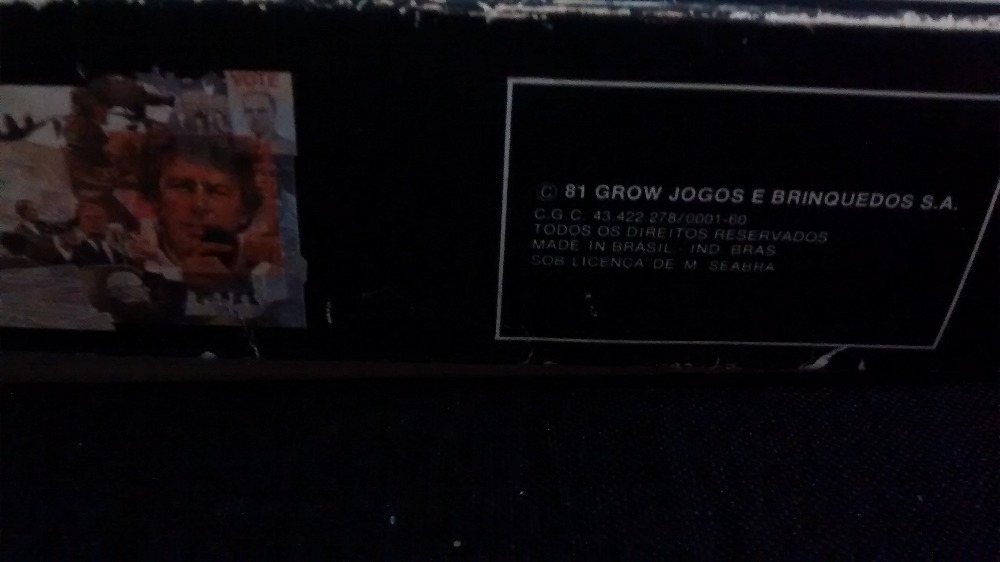 VOTE
© 81 GROW JOGOS E BRINQUEDOS S.A.
C.G.C. 43.422.278/0001-60
TODOS OS DIREITOS RESERVADOS
MADE IN BRASIL - IND. BRAS.
SOB LICENÇA DE M. SEABRA